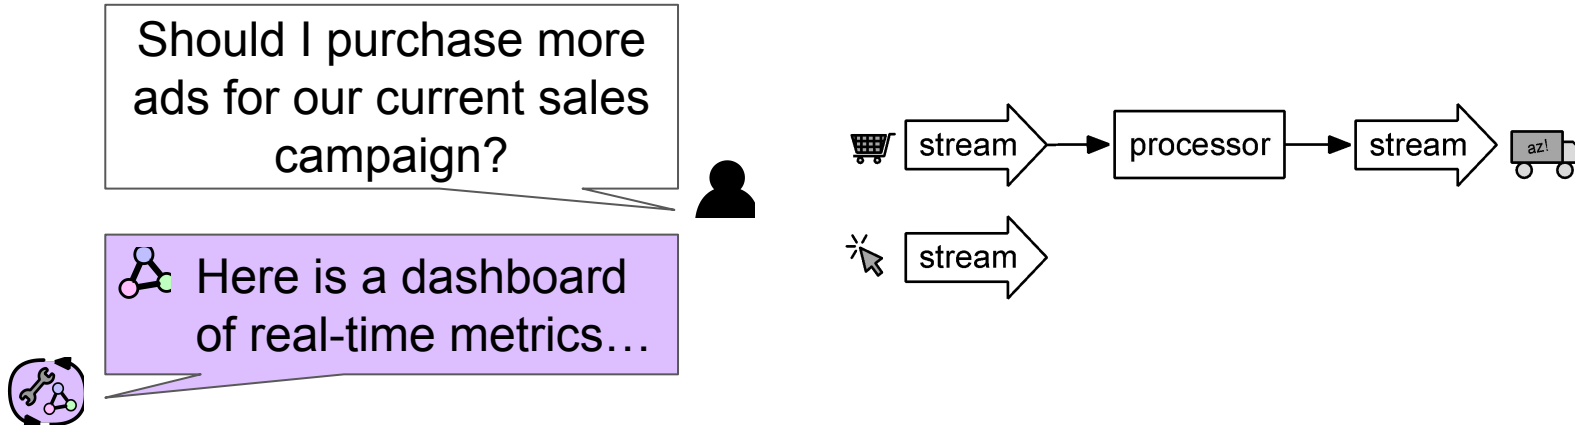 Should I purchase more
ads for our current sales
campaign?
Here is a dashboard
of real-time metrics…
stream
processor
stream
az!
stream